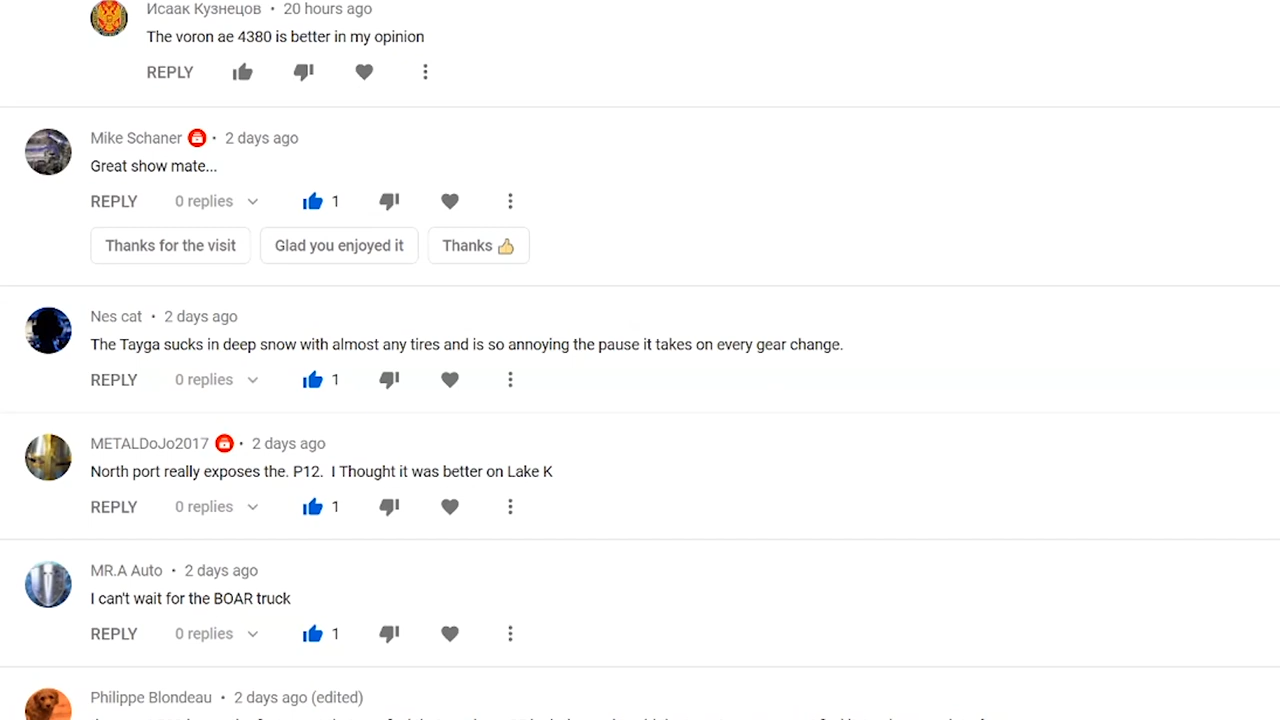 Исаак Кузнецов • 20 hours ago
The voron ae 4380 is better in my opinion
REPLY
Mike Schaner • 2 days ago
Great show mate...
REPLY 0 replies 1
Thanks for the visit Glad you enjoyed it Thanks 👍
Nes cat • 2 days ago
The Tayga sucks in deep snow with almost any tires and is so annoying the pause it takes on every gear change.
REPLY 0 replies 1
METALDoJo2017 • 2 days ago
North port really exposes the. P12. I Thought it was better on Lake K
REPLY 0 replies 1
MR.A Auto • 2 days ago
I can't wait for the BOAR truck
REPLY 0 replies 1
Philippe Blondeau • 2 days ago (edited)